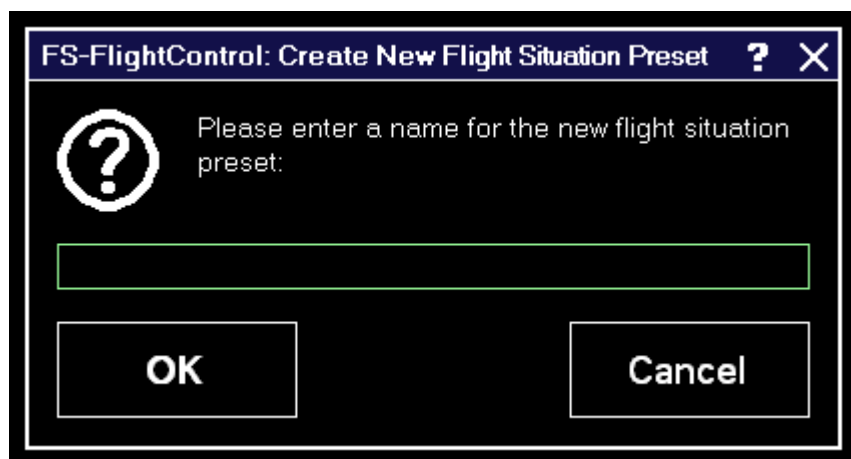 FS-FlightControl: Create New Flight Situation Preset ? X
?
Please enter a name for the new flight situation
preset:
OK Cancel